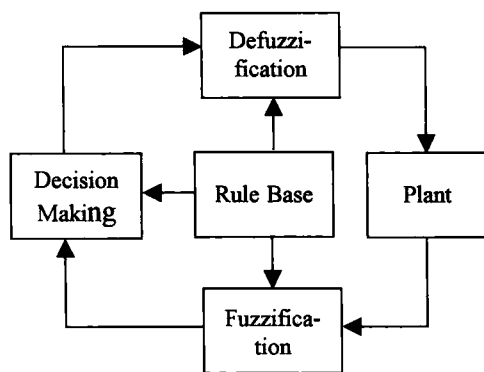 Defuzzi-
fication
Decision
Making
Rule Base
Plant
Fuzzifica-
tion